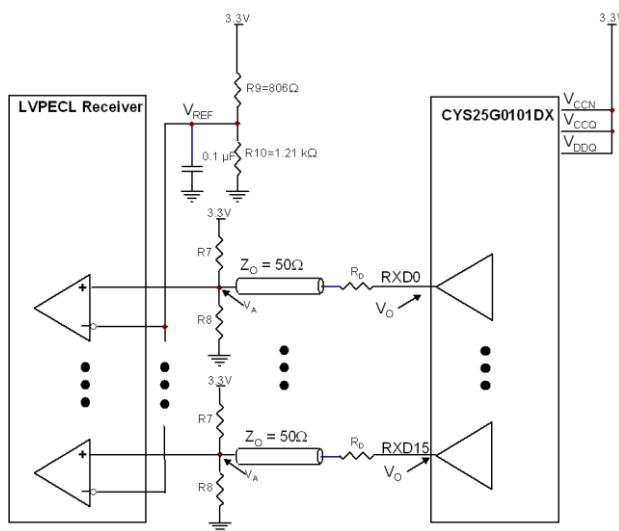 3.3V
3.3V
R9=806Ω
LVPECL Receiver
VREF
CYS25G0101DX
VCCN
VCCQ
VDDQ
0.1 µF
R10=1.21 kΩ
3.3V
R7
ZO = 50Ω
RD
RXD0
VA
VO
R8
3.3V
R7
ZO = 50Ω
RD
RXD15
VA
VO
R8